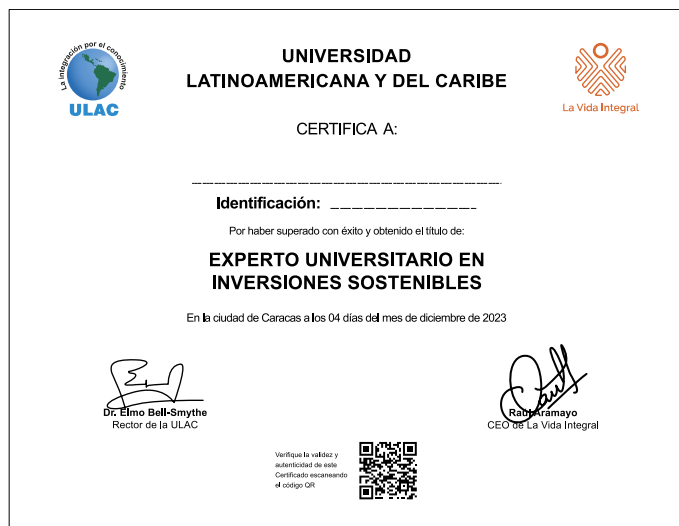 La integración por el conocimiento
ULAC
UNIVERSIDAD
LATINOAMERICANA Y DEL CARIBE
La Vida Integral
CERTIFICA A:
Identificación:
Por haber superado con éxito y obtenido el título de:
EXPERTO UNIVERSITARIO EN
INVERSIONES SOSTENIBLES
En la ciudad de Caracas a los 04 días del mes de diciembre de 2023
Dr. Elmo Bell-Smythe
Rector de la ULAC
Raúl Aramayo
CEO de La Vida Integral
Verifique la validez y
autenticidad de este
Certificado escaneando
el código QR